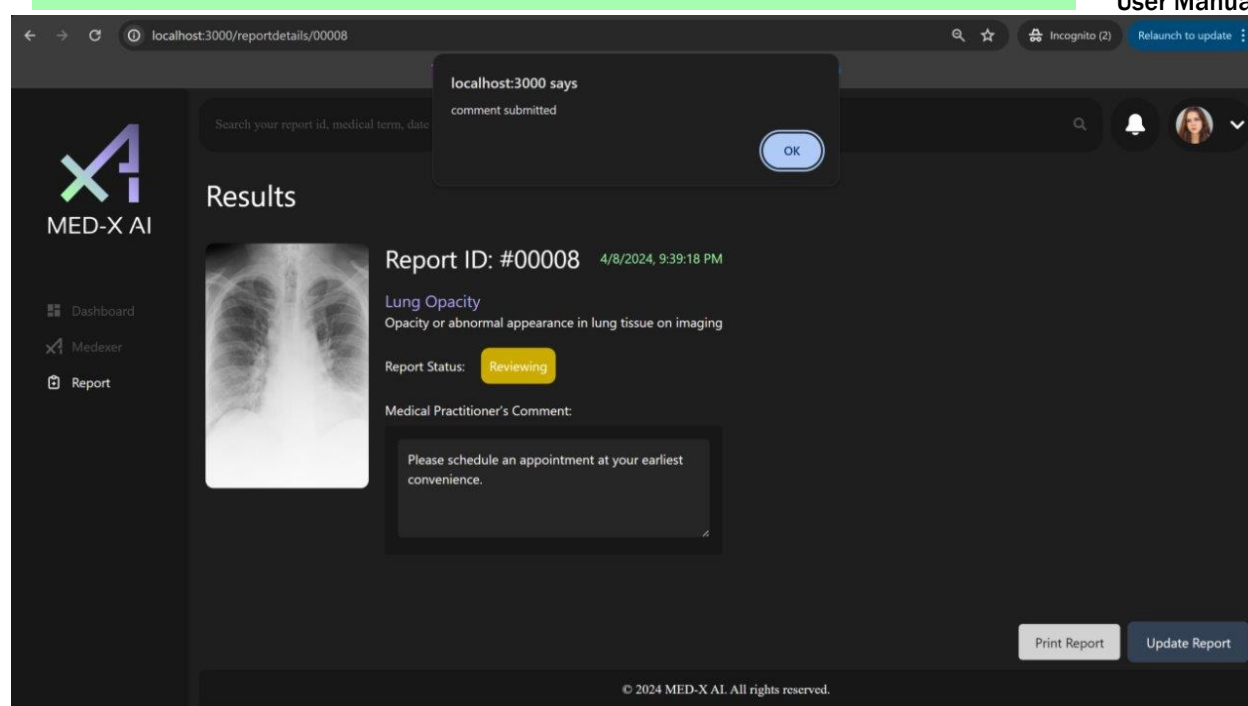 User Manua
localhost:3000/reportdetails/00008
Incognito (2)
Relaunch to update
localhost:3000 says
comment submitted
OK
Search your report id, medical term, date
MED-X AI
Results
Report ID: #00008 4/8/2024, 9:39:18 PM
Lung Opacity
Opacity or abnormal appearance in lung tissue on imaging
Report Status: Reviewing
Medical Practitioner's Comment:
Please schedule an appointment at your earliest
convenience.
Dashboard
Medexer
Report
Print Report
Update Report
© 2024 MED-X AI. All rights reserved.